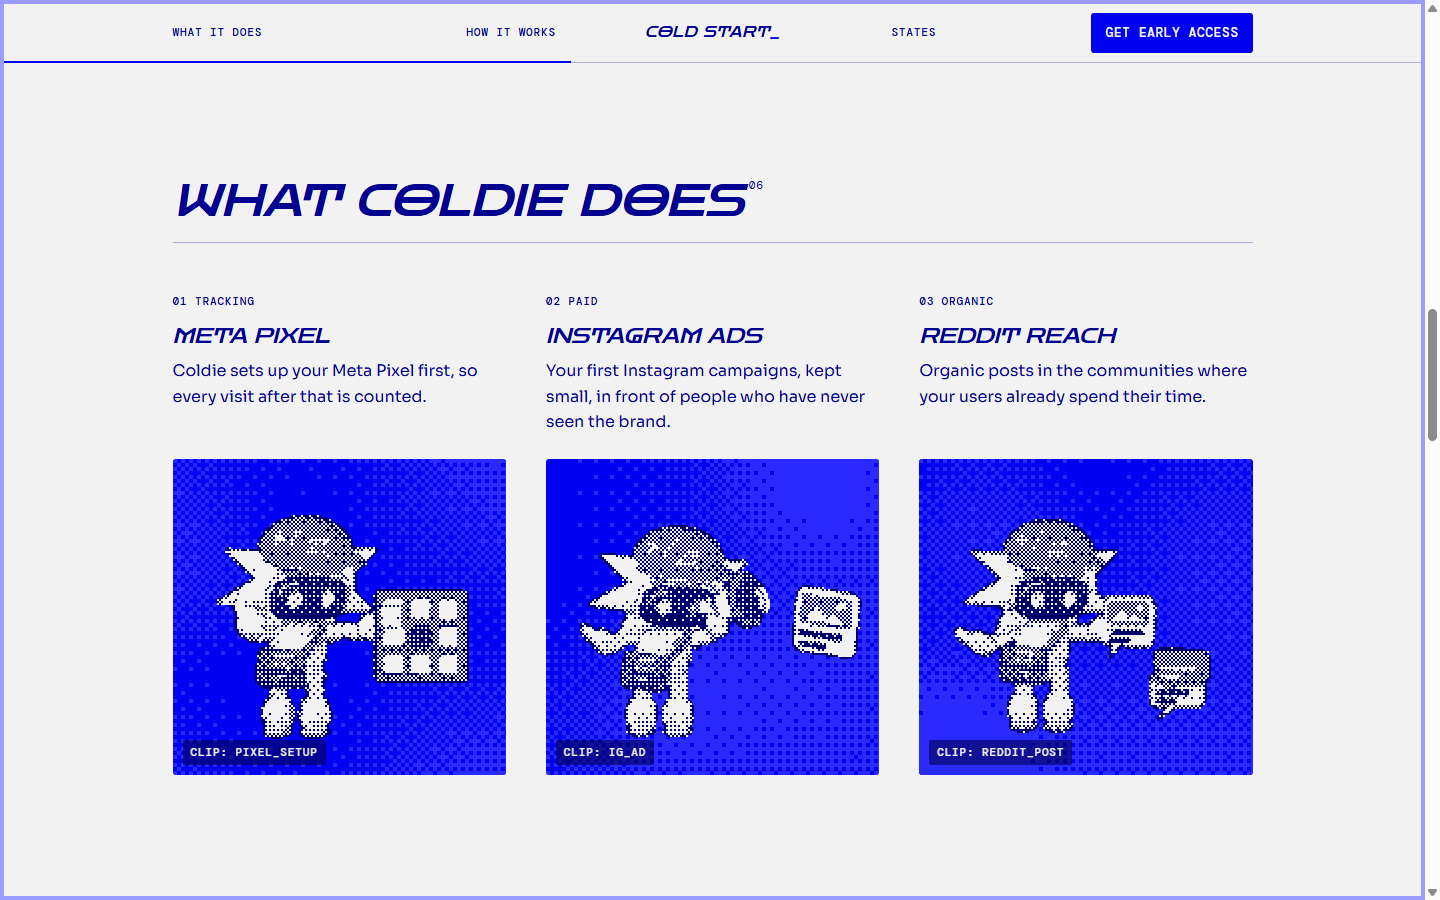 WHAT IT DOES
HOW IT WORKS
COLD START_
STATES
GET EARLY ACCESS
WHAT COLDIE DOES 06
01 TRACKING
META PIXEL
Coldie sets up your Meta Pixel first, so
every visit after that is counted.
CLIP: PIXEL_SETUP
02 PAID
INSTAGRAM ADS
Your first Instagram campaigns, kept
small, in front of people who have never
seen the brand.
CLIP: IG_AD
03 ORGANIC
REDDIT REACH
Organic posts in the communities where
your users already spend their time.
CLIP: REDDIT_POST